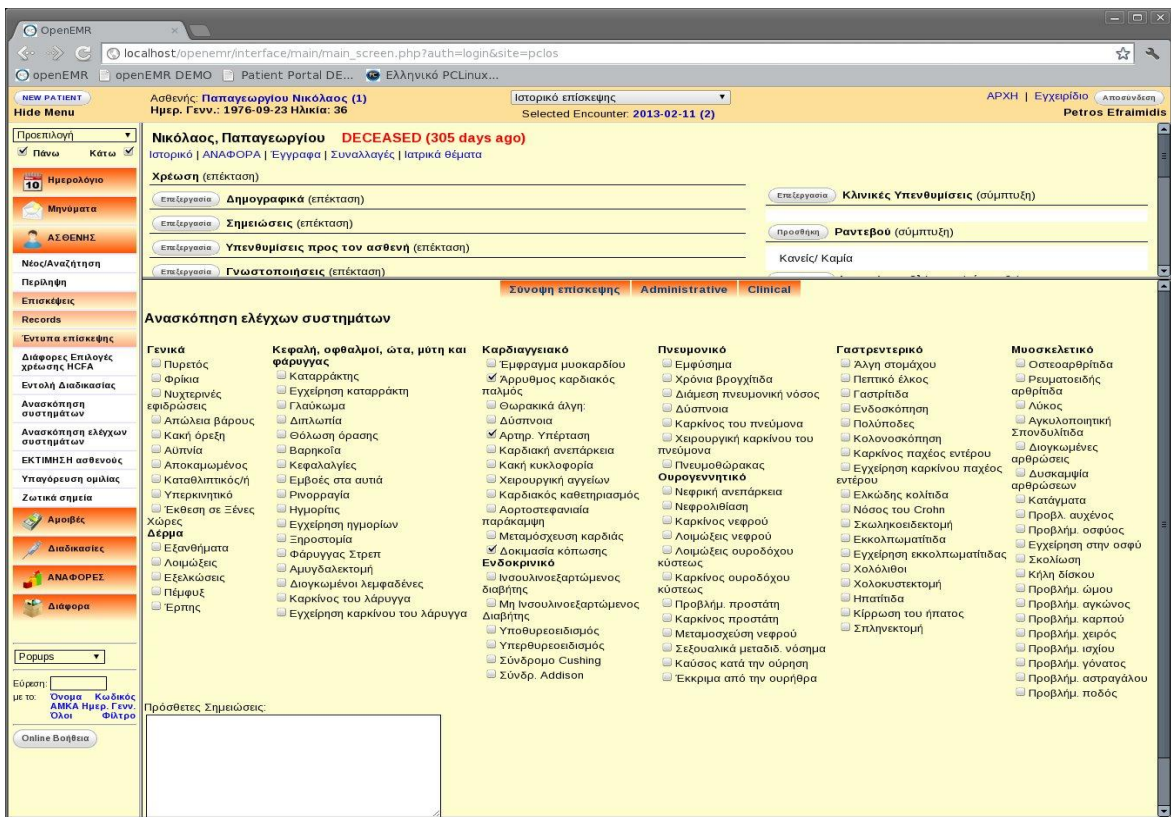 OpenEMR
localhost/openemr/interface/main/main_screen.php?auth=login&site=pclos
openEMR openEMR DEMO Patient Portal DE... Ελληνικό PCLinux...
NEW PATIENT
Hide Menu
Ασθενής: Παπαγεωργίου Νικόλαος (1)
Ημερ. Γενν.: 1976-09-23 Ηλικία: 36
Ιστορικό επίσκεψης
Selected Encounter: 2013-02-11 (2)
ΑΡΧΗ | Εγχειρίδιο Αποσύνδεση
Petros Efraimidis
Προεπιλογή
Πάνω Κάτω
Ημερολόγιο
Μηνύματα
ΑΣΘΕΝΗΣ
Νέος/Αναζήτηση
Περίληψη
Επισκέψεις
Records
Έντυπα επίσκεψης
Διάφορες Επιλογές
χρέωσης HCFA
Εντολή Διαδικασίας
Ανασκόπηση
συστημάτων
Ανασκόπηση ελέγχων
συστημάτων
ΕΚΤΙΜΗΣΗ ασθενούς
Υπαγόρευση ομιλίας
Ζωτικά σημεία
Αμοιβές
Διαδικασίες
ΑΝΑΦΟΡΕΣ
Διάφορα
Popups
Εύρεση:
με το: Όνομα Κωδικός
ΑΜΚΑ Ημερ. Γενν.
Όλοι Φίλτρο
Online Βοήθεια
Νικόλαος, Παπαγεωργίου DECEASED (305 days ago)
Ιστορικό | ΑΝΑΦΟΡΑ | Έγγραφα | Συναλλαγές | Ιατρικά θέματα
Χρέωση (επέκταση)
Επεξεργασία Δημογραφικά (επέκταση)
Επεξεργασία Σημειώσεις (επέκταση)
Επεξεργασία Υπενθυμίσεις προς τον ασθενή (επέκταση)
Επεξεργασία Γνωστοποιήσεις (επέκταση)
Επεξεργασία Κλινικές Υπενθυμίσεις (σύμπτυξη)
Προσθήκη Ραντεβού (σύμπτυξη)
Κανείς/ Καμία
Σύνοψη επίσκεψης Administrative Clinical
Ανασκόπηση ελέγχων συστημάτων
Γενικά
Πυρετός
Φρίκια
Νυχτερινές
εφιδρώσεις
Απώλεια βάρους
Κακή όρεξη
Αϋπνία
Αποκαμωμένος
Καταθλιπτικός/ή
Υπερκινητικό
Έκθεση σε Ξένες
Χώρες
Δέρμα
Εξανθήματα
Λοιμώξεις
Εξελκώσεις
Πέμφυξ
Έρπης
Κεφαλή, οφθαλμοί, ώτα, μύτη και
φάρυγγας
Καταρράκτης
Εγχείρηση καταρράκτη
Γλαύκωμα
Διπλωπία
Θόλωση όρασης
Βαρηκοΐα
Κεφαλαλγίες
Εμβοές στα αυτιά
Ρινορραγία
Ηγμορίτις
Εγχείρηση ηγμορίων
Ξηροστομία
Φάρυγγας Στρεπ
Αμυγδαλεκτομή
Διογκωμένοι λεμφαδένες
Καρκίνος του λάρυγγα
Εγχείρηση καρκίνου του λάρυγγα
Καρδιαγγειακό
Έμφραγμα μυοκαρδίου
Άρρυθμος καρδιακός
παλμός
Θωρακικά άλγη:
Δύσπνοια
Αρτηρ. Υπέρταση
Καρδιακή ανεπάρκεια
Κακή κυκλοφορία
Χειρουργική αγγείων
Καρδιακός καθετηριασμός
Αορτοστεφανιαία
παράκαμψη
Μεταμόσχευση καρδιάς
Δοκιμασία κόπωσης
Ενδοκρινικό
Ινσουλινοεξαρτώμενος
διαβήτης
Μη Ινσουλινοεξαρτώμενος
Διαβήτης
Υποθυρεοειδισμός
Υπερθυρεοειδισμός
Σύνδρομο Cushing
Σύνδρ. Addison
Πνευμονικό
Εμφύσημα
Χρόνια βρογχίτιδα
Διάμεση πνευμονική νόσος
Δύσπνοια
Καρκίνος του πνεύμονα
Χειρουργική καρκίνου του
πνεύμονα
Πνευμοθώρακας
Ουρογεννητικό
Νεφρική ανεπάρκεια
Νεφρολιθίαση
Καρκίνος νεφρού
Λοιμώξεις νεφρού
Λοιμώξεις ουροδόχου
κύστεως
Καρκίνος ουροδόχου
κύστεως
Προβλήμ. προστάτη
Καρκίνος προστάτη
Μεταμοσχεύση νεφρού
Σεξουαλικά μεταδιδ. νόσημα
Καύσος κατά την ούρηση
Έκκριμα από την ουρήθρα
Γαστρεντερικό
Άλγη στομάχου
Πεπτικό έλκος
Γαστρίτιδα
Ενδοσκόπηση
Πολύποδες
Κολονοσκόπηση
Καρκίνος παχέος εντέρου
Εγχείρηση καρκίνου παχέος
εντέρου
Ελκώδης κολίτιδα
Νόσος του Crohn
Σκωληκοειδεκτομή
Εκκολπωματίτιδα
Εγχείρηση εκκολπωματίτιδας
Χολόλιθοι
Χολοκυστεκτομή
Ηπατίτιδα
Κίρρωση του ήπατος
Σπληνεκτομή
Μυοσκελετικό
Οστεοαρθρίτιδα
Ρευματοειδής
αρθρίτιδα
Λύκος
Αγκυλοποιητική
Σπονδυλίτιδα
Διογκωμένες
αρθρώσεις
Δυσκαμψία
αρθρώσεων
Κατάγματα
Προβλ. αυχένος
Προβλήμ. οσφύος
Εγχείρηση στην οσφύ
Σκολίωση
Κήλη δίσκου
Προβλήμ. ώμου
Προβλήμ. αγκώνος
Προβλήμ. καρπού
Προβλήμ. χειρός
Προβλήμ. ισχίου
Προβλήμ. γόνατος
Προβλήμ. αστραγάλου
Προβλήμ. ποδός
Πρόσθετες Σημειώσεις: